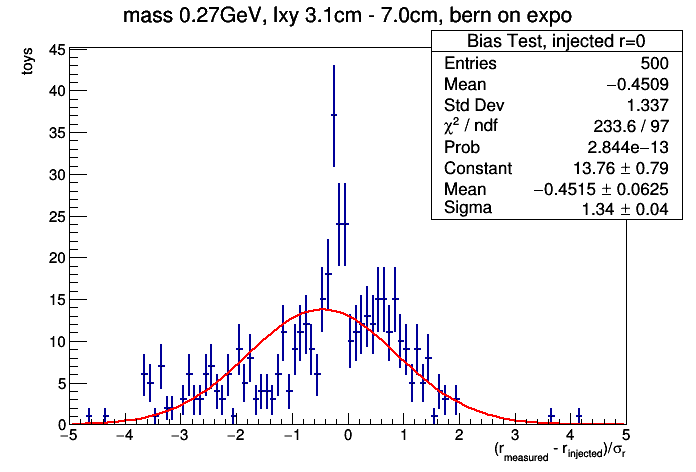 mass 0.27GeV, lxy 3.1cm - 7.0cm, bern on expo
Bias Test, injected r=0
Entries 500
Mean −0.4509
Std Dev 1.337
χ² / ndf 233.6 / 97
Prob 2.844e−13
Constant 13.76 ± 0.79
Mean −0.4515 ± 0.0625
Sigma 1.34 ± 0.04
toys
45
40
35
30
25
20
15
10
5
0
−5 −4 −3 −2 −1 0 1 2 3 4 5
(r_measured - r_injected)/σ_r